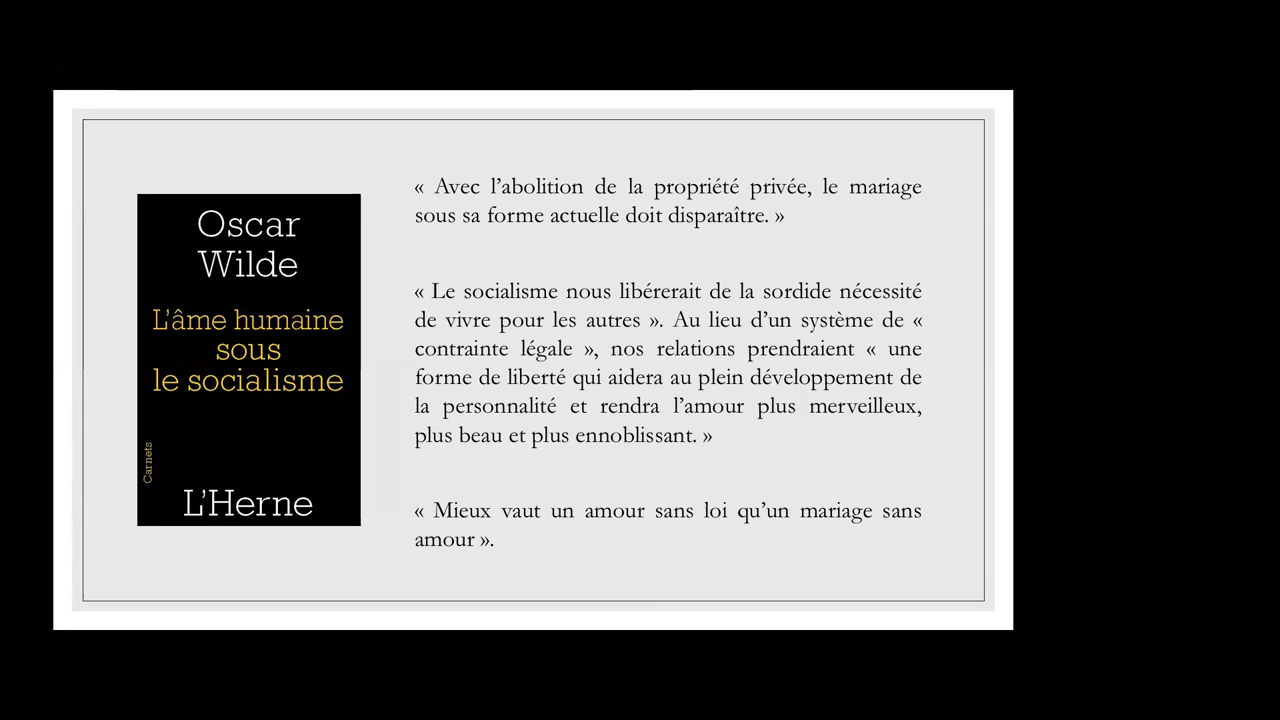 Oscar
Wilde
L'âme humaine
sous
le socialisme
Carnets
L'Herne
« Avec l’abolition de la propriété privée, le mariage
sous sa forme actuelle doit disparaître. »
« Le socialisme nous libérerait de la sordide nécessité
de vivre pour les autres ». Au lieu d’un système de «
contrainte légale », nos relations prendraient « une
forme de liberté qui aidera au plein développement de
la personnalité et rendra l’amour plus merveilleux,
plus beau et plus ennoblissant. »
« Mieux vaut un amour sans loi qu’un mariage sans
amour ».